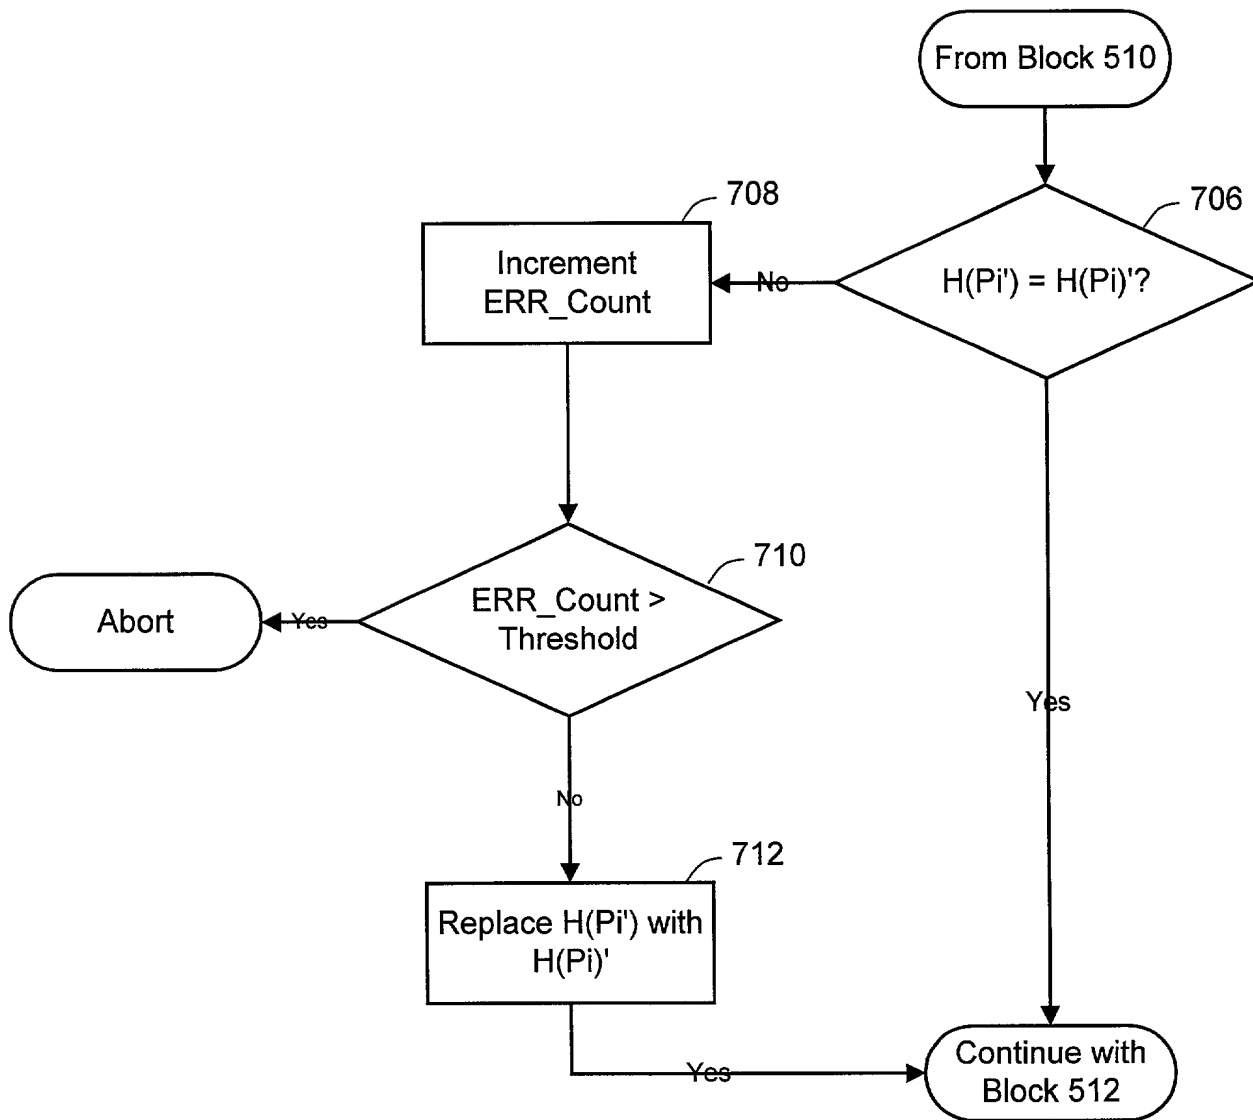 From Block 510
708
706
Increment
ERR_Count
No
H(Pi') = H(Pi)'?
710
Abort
Yes
ERR_Count >
Threshold
Yes
No
712
Replace H(Pi') with
H(Pi)'
Yes
Continue with
Block 512